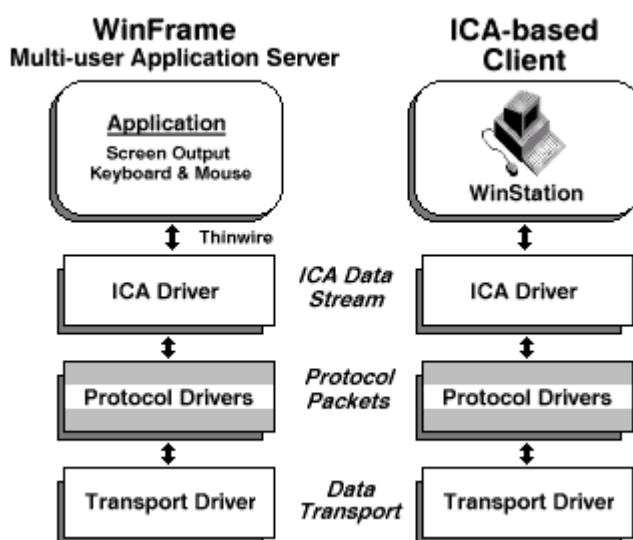 WinFrame
Multi-user Application Server
ICA-based
Client
Application
Screen Output
Keyboard & Mouse
WinStation
Thinwire
ICA Driver
ICA Data
Stream
ICA Driver
Protocol Drivers
Protocol
Packets
Protocol Drivers
Transport Driver
Data
Transport
Transport Driver